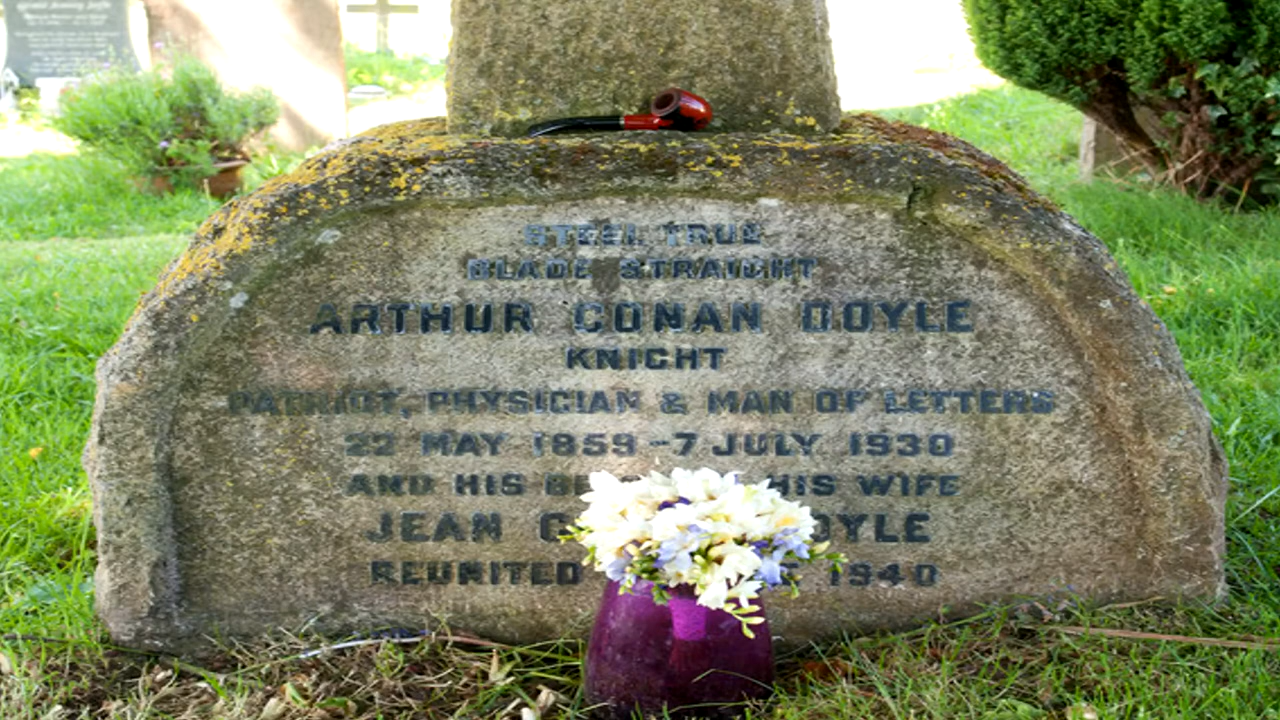 STEEL TRUE
BLADE STRAIGHT
ARTHUR CONAN DOYLE
KNIGHT
PATRIOT, PHYSICIAN & MAN OF LETTERS
22 MAY 1859 - 7 JULY 1930
AND HIS HIS WIFE
JEAN
REUNITED 1940